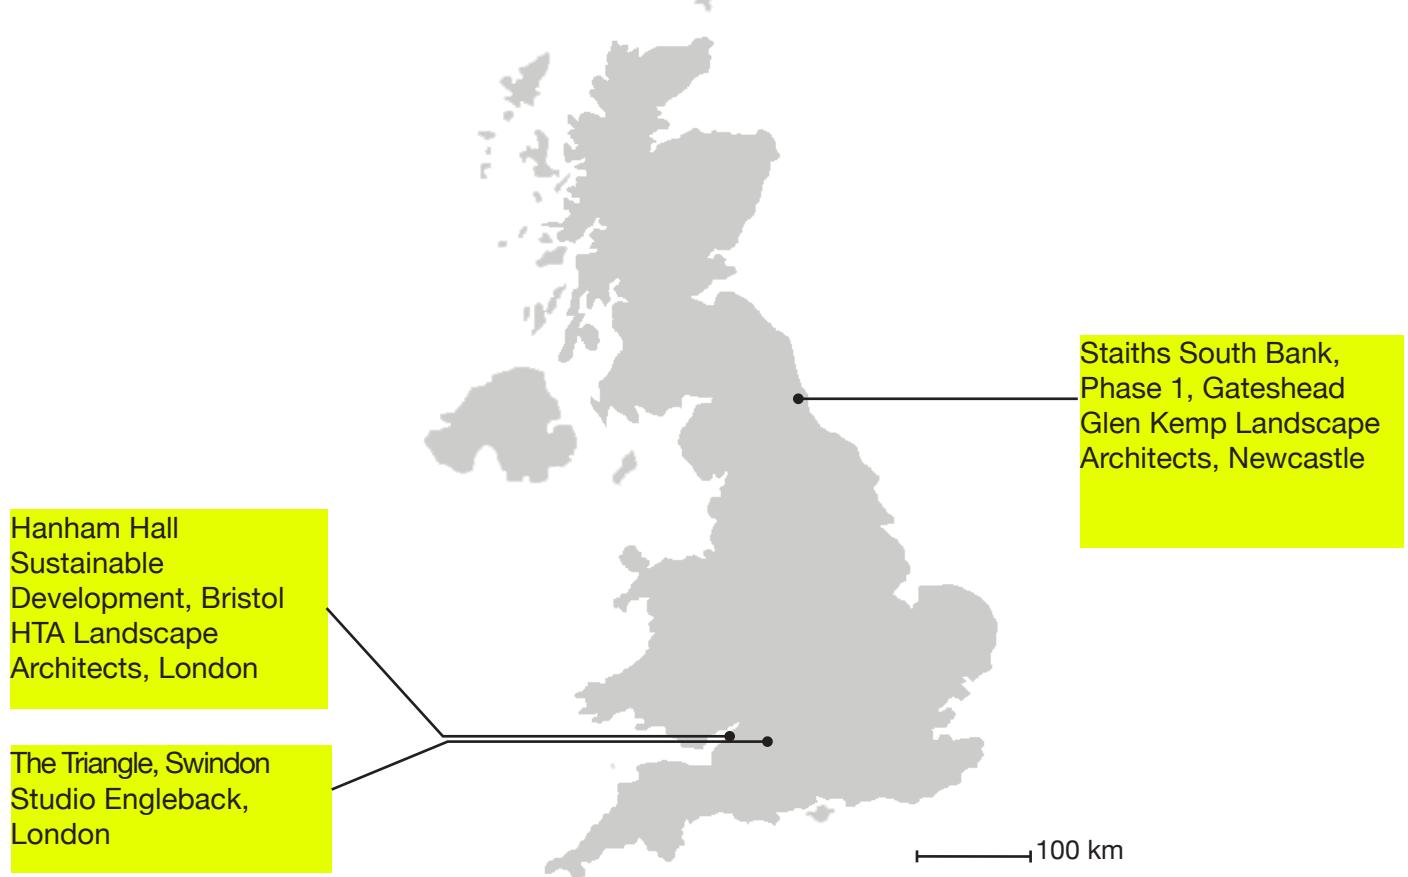 Staiths South Bank,
Phase 1, Gateshead
Glen Kemp Landscape
Architects, Newcastle
Hanham Hall
Sustainable
Development, Bristol
HTA Landscape
Architects, London
The Triangle, Swindon
Studio Engleback,
London
100 km